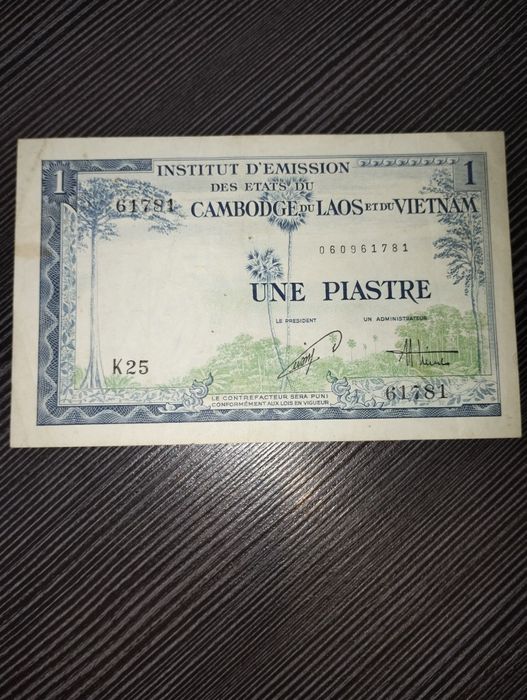 1
INSTITUT D'EMISSION
DES ETATS DU
CAMBODGE, DU LAOS ET DU VIETNAM
1
61781
060961781
UNE PIASTRE
LE PRESIDENT
UN ADMINISTRATEUR
K25
61781
LE CONTREFACTEUR SERA PUNI
CONFORMÉMENT AUX LOIS EN VIGUEUR